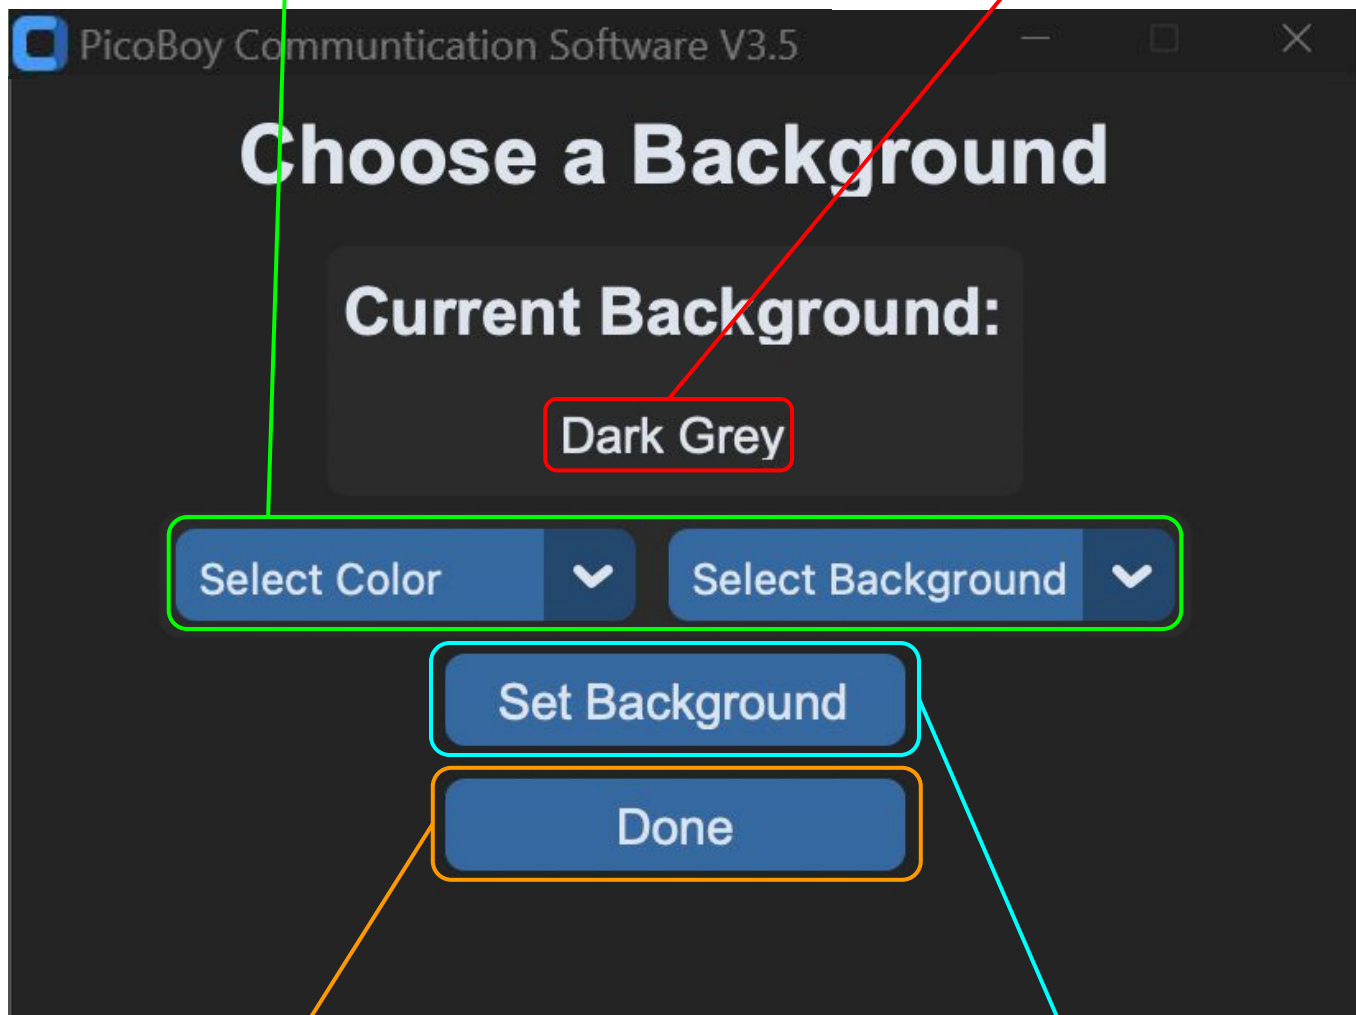 PicoBoy Communtication Software V3.5
Choose a Background
Current Background:
Dark Grey
Select Color
Select Background
Set Background
Done